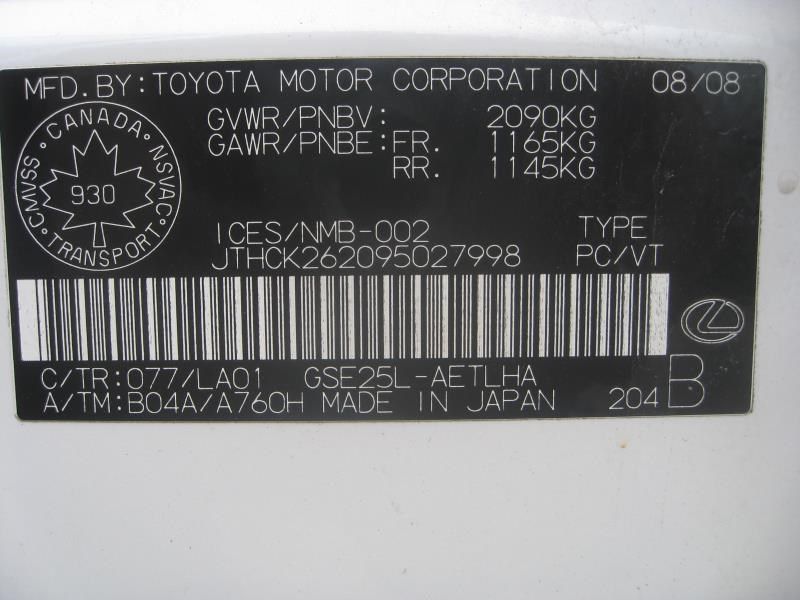 MFD.BY:TOYOTA MOTOR CORPORATION 08/08
GVWR/PNBV: 2090KG
GAWR/PNBE:FR. 1165KG
RR. 1145KG
CANADA
CMVSS NSVAC
930
TRANSPORT
ICES/NMB-002 TYPE
JTHCK262095027998 PC/VT
C/TR:077/LA01 GSE25L-AETLHA
A/TM:B04A/A760H MADE IN JAPAN 204 B